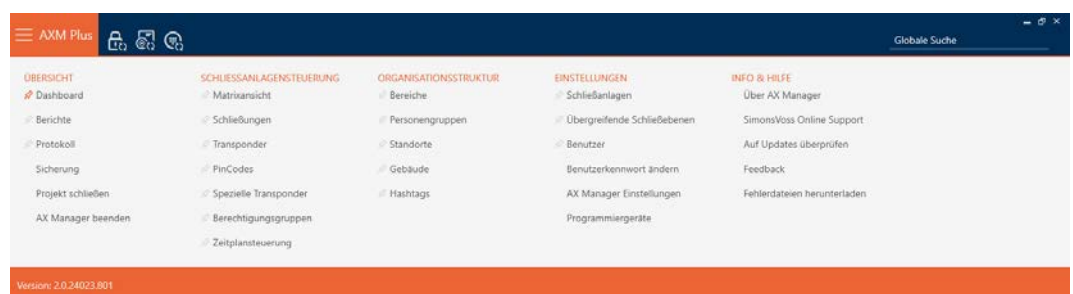 AXM Plus
Globale Suche
ÜBERSICHT
Dashboard
Berichte
Protokoll
Sicherung
Projekt schließen
AX Manager beenden
SCHLIESSANLAGENSTEUERUNG
Matrixansicht
Schließungen
Transponder
PinCodes
Spezielle Transponder
Berechtigungsgruppen
Zeitplansteuerung
ORGANISATIONSSTRUKTUR
Bereiche
Personengruppen
Standorte
Gebäude
Hashtags
EINSTELLUNGEN
Schließanlagen
Übergreifende Schließebenen
Benutzer
Benutzerkennwort ändern
AX Manager Einstellungen
Programmiergeräte
INFO & HILFE
Über AX Manager
SimonsVoss Online Support
Auf Updates überprüfen
Feedback
Fehlerdateien herunterladen
Version: 2.0.24023.801